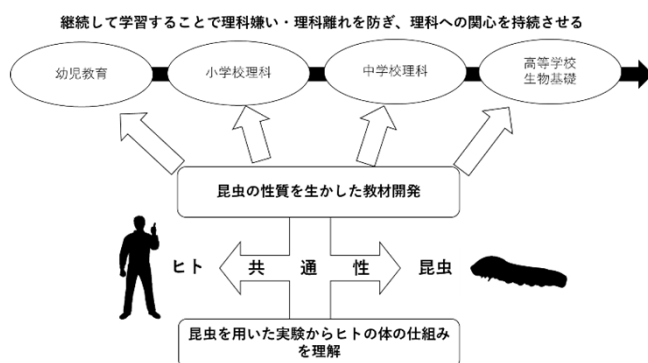 継続して学習することで理科嫌い・理科離れを防ぎ、理科への関心を持続させる
幼児教育
小学校理科
中学校理科
高等学校
生物基礎
昆虫の性質を生かした教材開発
ヒト
共 通 性
昆虫
昆虫を用いた実験からヒトの体の仕組み
を理解